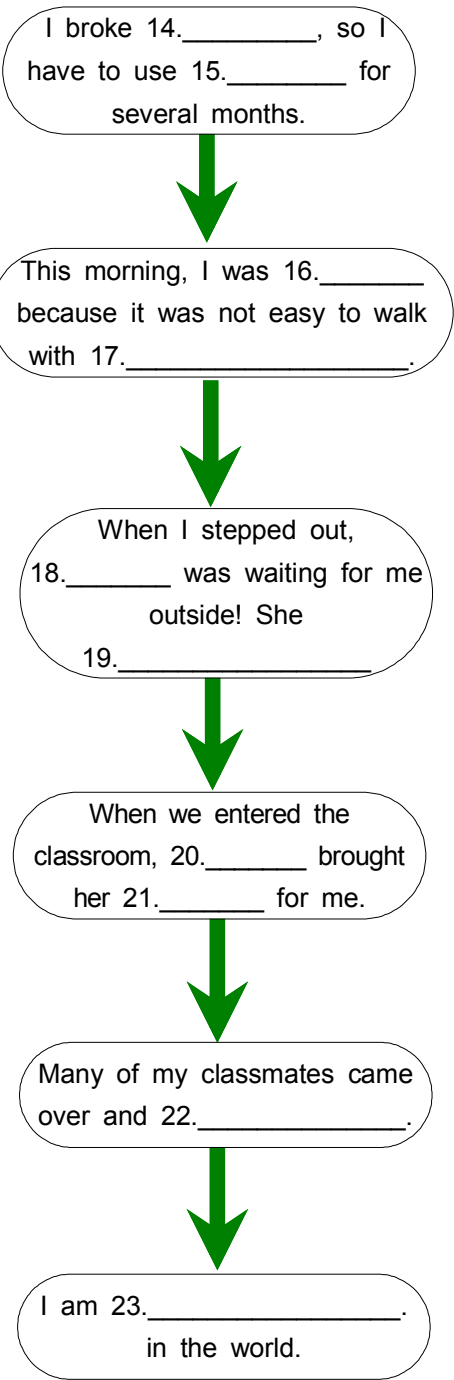 I broke 14._________, so I
have to use 15.________ for
several months.
This morning, I was 16._______
because it was not easy to walk
with 17.___________________.
When I stepped out,
18._______ was waiting for me
outside! She
19._________________
When we entered the
classroom, 20._______ brought
her 21._______ for me.
Many of my classmates came
over and 22.______________.
I am 23._________________.
in the world.